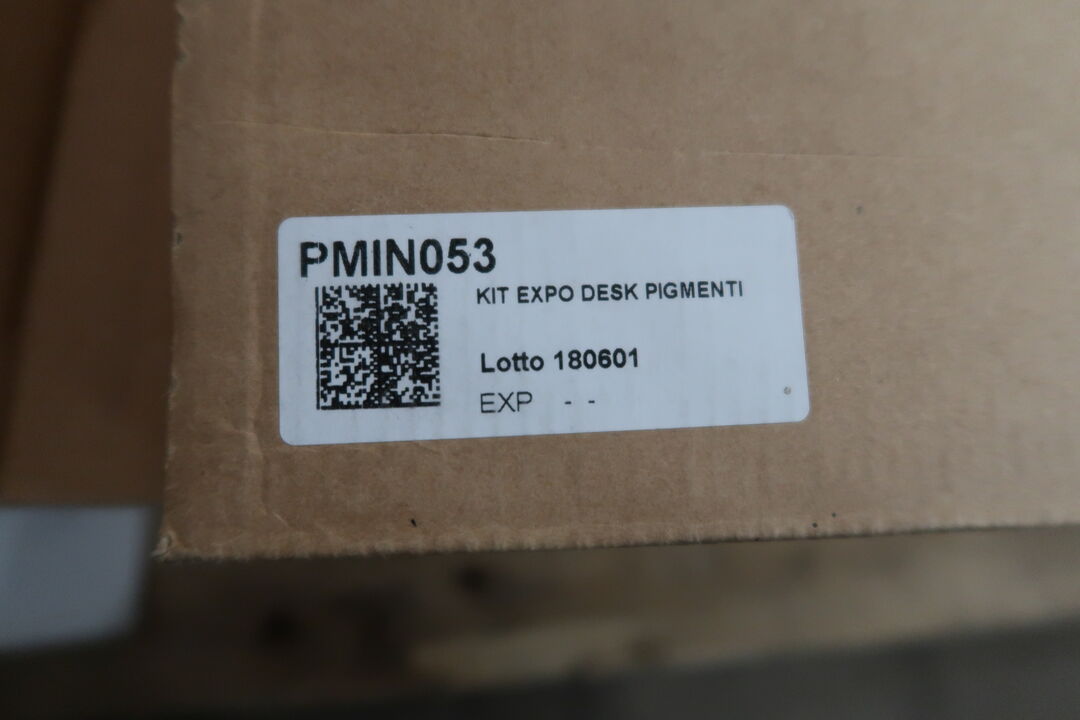 PMIN053
KIT EXPO DESK PIGMENTI
Lotto 180601
EXP - -